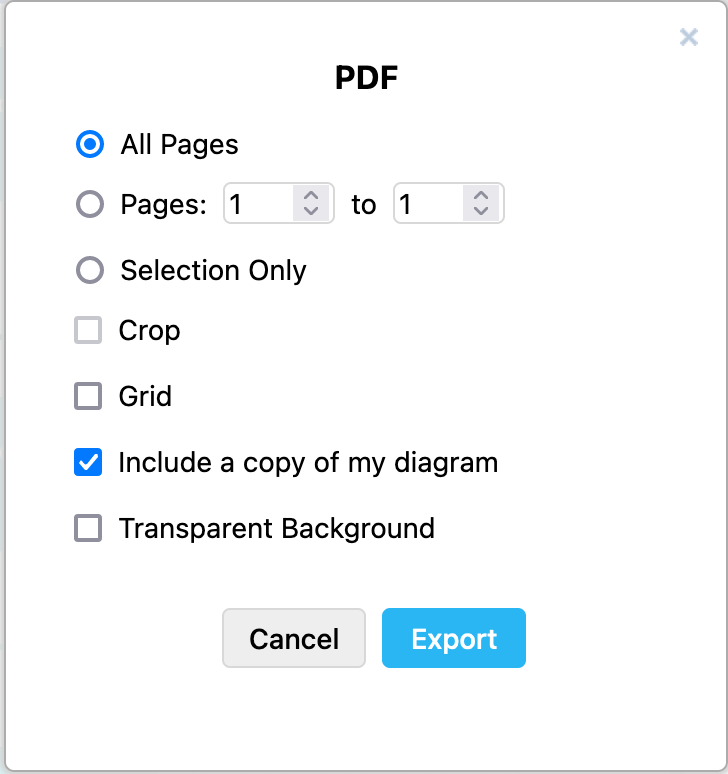 PDF
All Pages
Pages: 1 to 1
Selection Only
Crop
Grid
Include a copy of my diagram
Transparent Background
Cancel Export